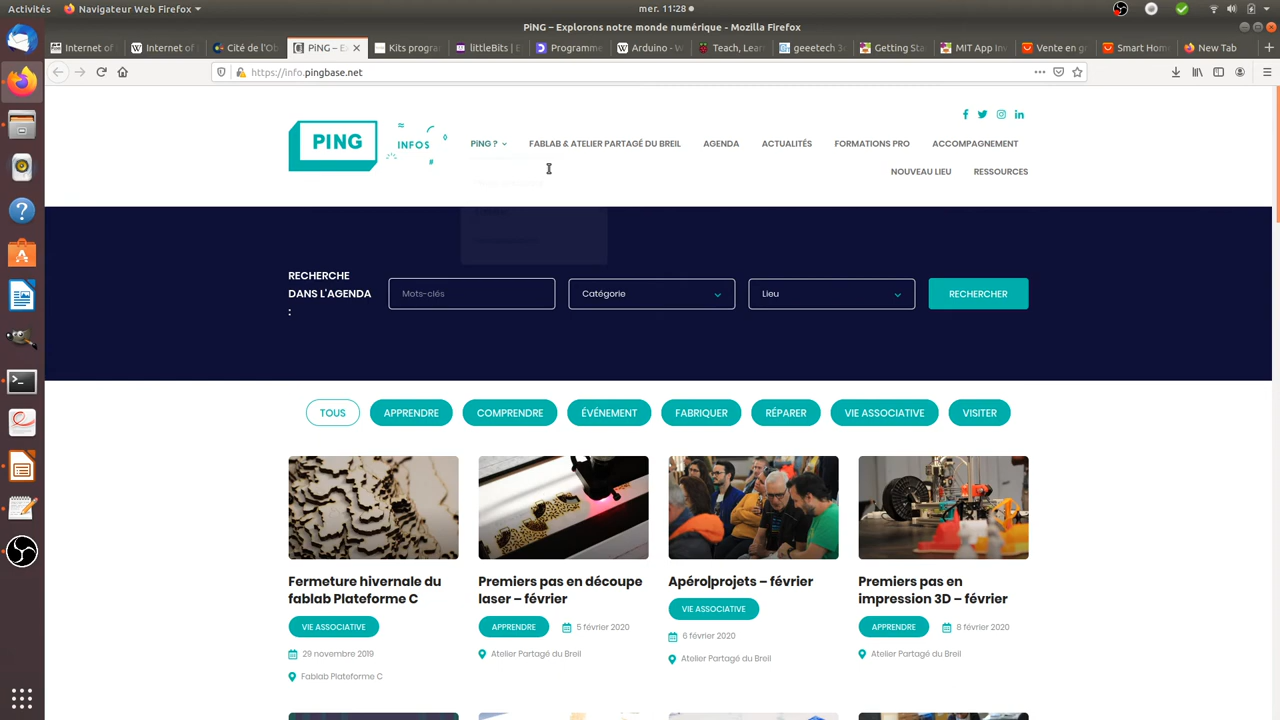 Activités
Navigateur Web Firefox
mer. 11:28
PiNG – Explorons notre monde numérique - Mozilla Firefox
Internet of
Internet of
Cité de l'Ob
PiNG – Ex
Kits progra
littleBits | E
Programme
Arduino - W
Teach, Lear
geeetech 3
Getting Sta
MIT App Inv
Vente en gr
Smart Hom
New Tab
https://info.pingbase.net
PING
INFOS
PiNG ?
FABLAB & ATELIER PARTAGÉ DU BREIL
AGENDA
ACTUALITÉS
FORMATIONS PRO
ACCOMPAGNEMENT
NOUVEAU LIEU
RESSOURCES
RECHERCHE
DANS L'AGENDA
:
Mots-clés
Catégorie
Lieu
RECHERCHER
TOUS
APPRENDRE
COMPRENDRE
ÉVÉNEMENT
FABRIQUER
RÉPARER
VIE ASSOCIATIVE
VISITER
Fermeture hivernale du
fablab Plateforme C
VIE ASSOCIATIVE
29 novembre 2019
Fablab Plateforme C
Premiers pas en découpe
laser – février
APPRENDRE
5 février 2020
Atelier Partagé du Breil
Apéro|projets – février
VIE ASSOCIATIVE
6 février 2020
Atelier Partagé du Breil
Premiers pas en
impression 3D – février
APPRENDRE
8 février 2020
Atelier Partagé du Breil